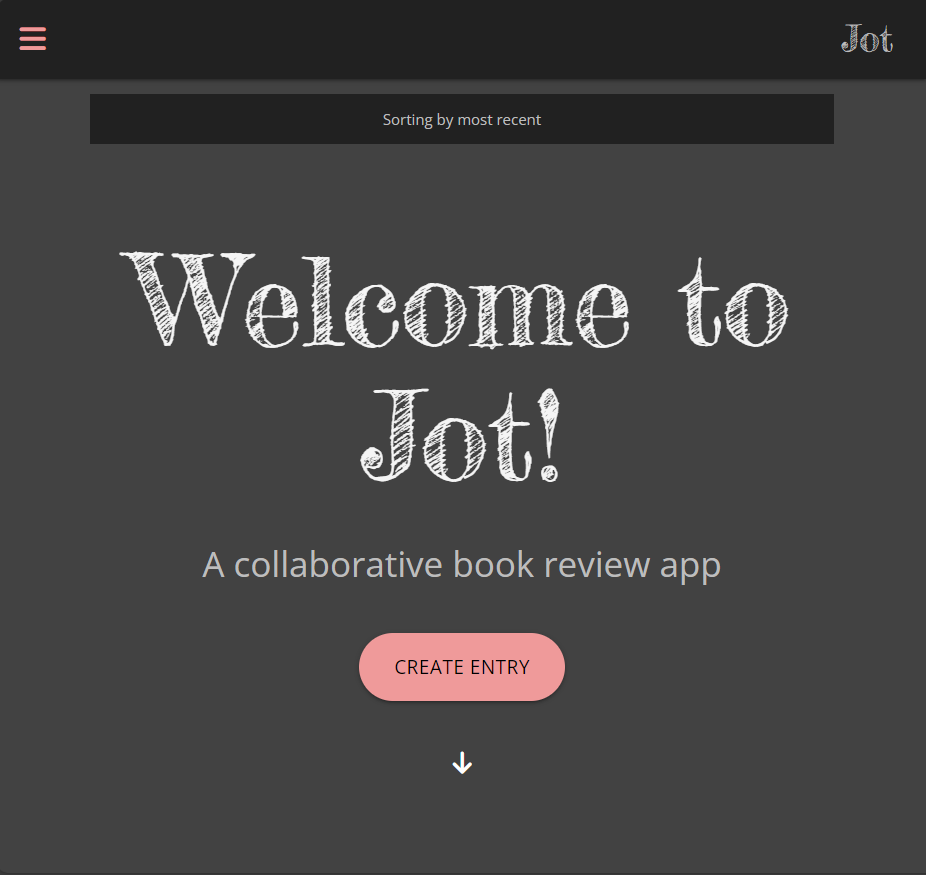 Jot
Sorting by most recent
Welcome to
Jot!
A collaborative book review app
CREATE ENTRY